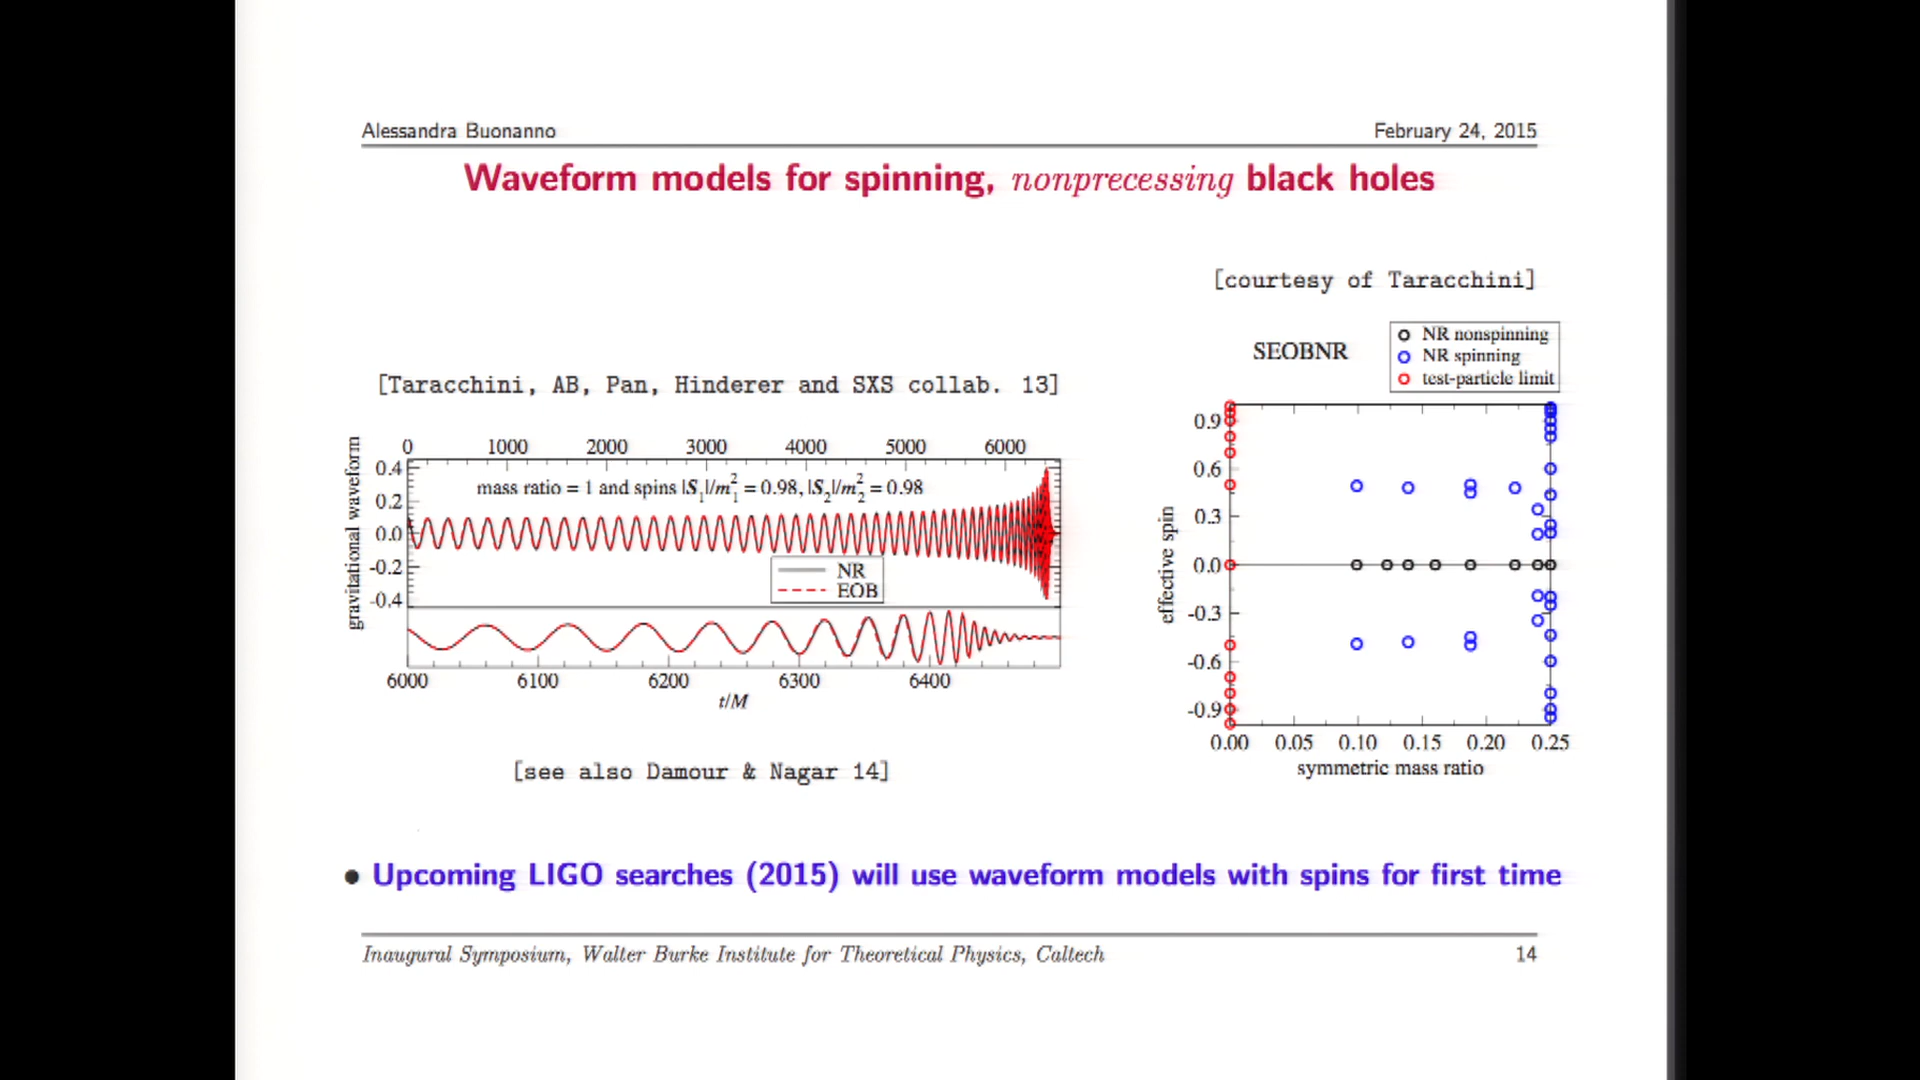 Alessandra Buonanno
February 24, 2015
Waveform models for spinning, nonprecessing black holes
[courtesy of Taracchini]
SEOBNR
NR nonspinning
NR spinning
test-particle limit
[Taracchini, AB, Pan, Hinderer and SXS collab. 13]
0 1000 2000 3000 4000 5000 6000
gravitational waveform
0.4
0.2
0.0
-0.2
-0.4
mass ratio = 1 and spins |S₁|/m₁² = 0.98, |S₂|/m₂² = 0.98
NR
EOB
6000 6100 6200 6300 6400
t/M
effective spin
0.9
0.6
0.3
0.0
-0.3
-0.6
-0.9
0.00 0.05 0.10 0.15 0.20 0.25
symmetric mass ratio
[see also Damour & Nagar 14]
• Upcoming LIGO searches (2015) will use waveform models with spins for first time
Inaugural Symposium, Walter Burke Institute for Theoretical Physics, Caltech
14